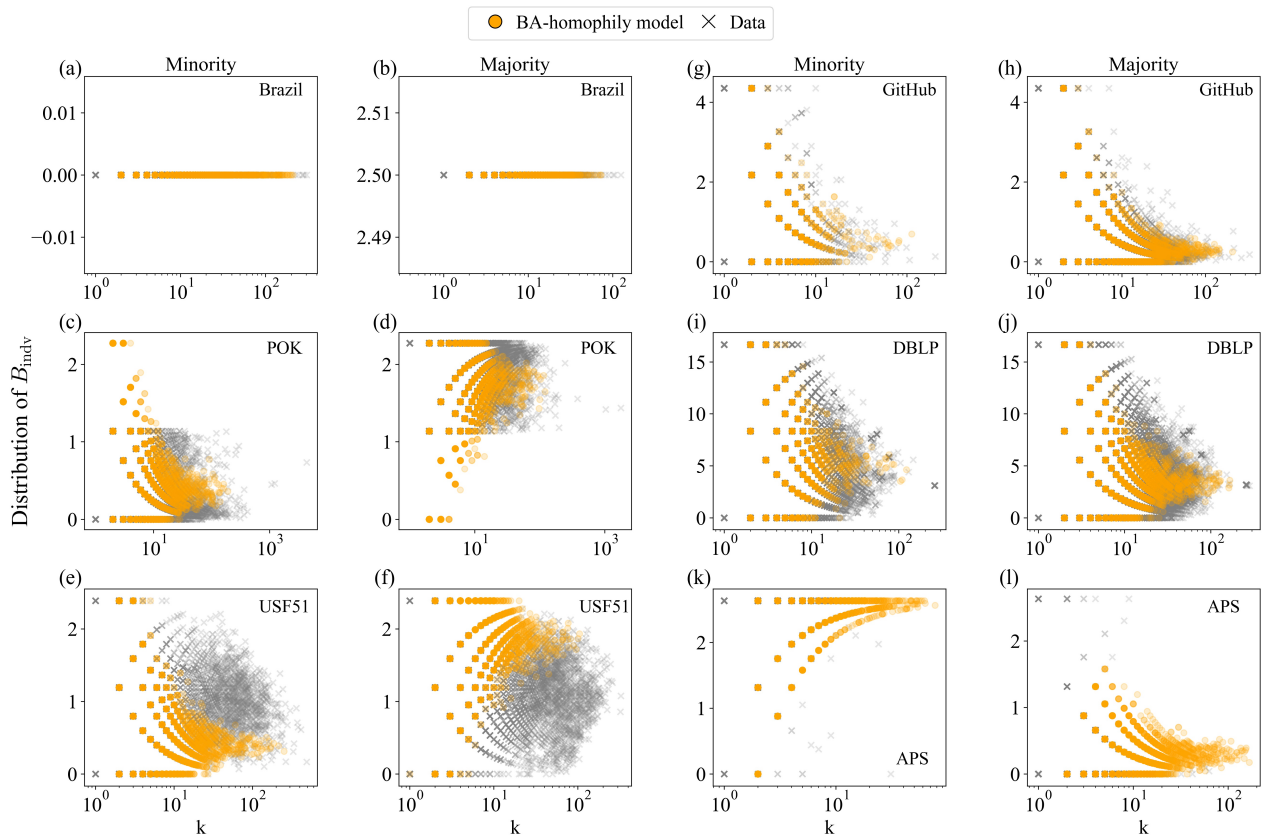 BA-homophily model Data
(a) Minority
Brazil
0.01
0.00
−0.01
10^0 10^1 10^2
(b) Majority
Brazil
2.51
2.50
2.49
10^0 10^1 10^2
(g) Minority
GitHub
4
2
0
10^0 10^1 10^2
(h) Majority
GitHub
4
2
0
10^0 10^1 10^2
Distribution of B_indv
(c)
POK
2
1
0
10^1 10^3
(d)
POK
2
1
0
10^1 10^3
(i)
DBLP
15
10
5
0
10^0 10^1 10^2
(j)
DBLP
15
10
5
0
10^0 10^1 10^2
(e)
USF51
2
1
0
10^0 10^1 10^2
k
(f)
USF51
2
1
0
10^0 10^1 10^2
k
(k)
APS
2
1
0
10^0 10^1
k
(l)
APS
2
1
0
10^0 10^1 10^2
k